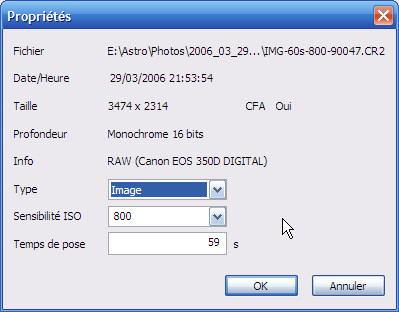 Propriétés
Fichier E:\Astro\Photos\2006_03_29...\IMG-60s-800-90047.CR2
Date/Heure 29/03/2006 21:53:54
Taille 3474 x 2314 CFA Oui
Profondeur Monochrome 16 bits
Info RAW (Canon EOS 350D DIGITAL)
Type Image
Sensibilité ISO 800
Temps de pose 59 s
OK Annuler